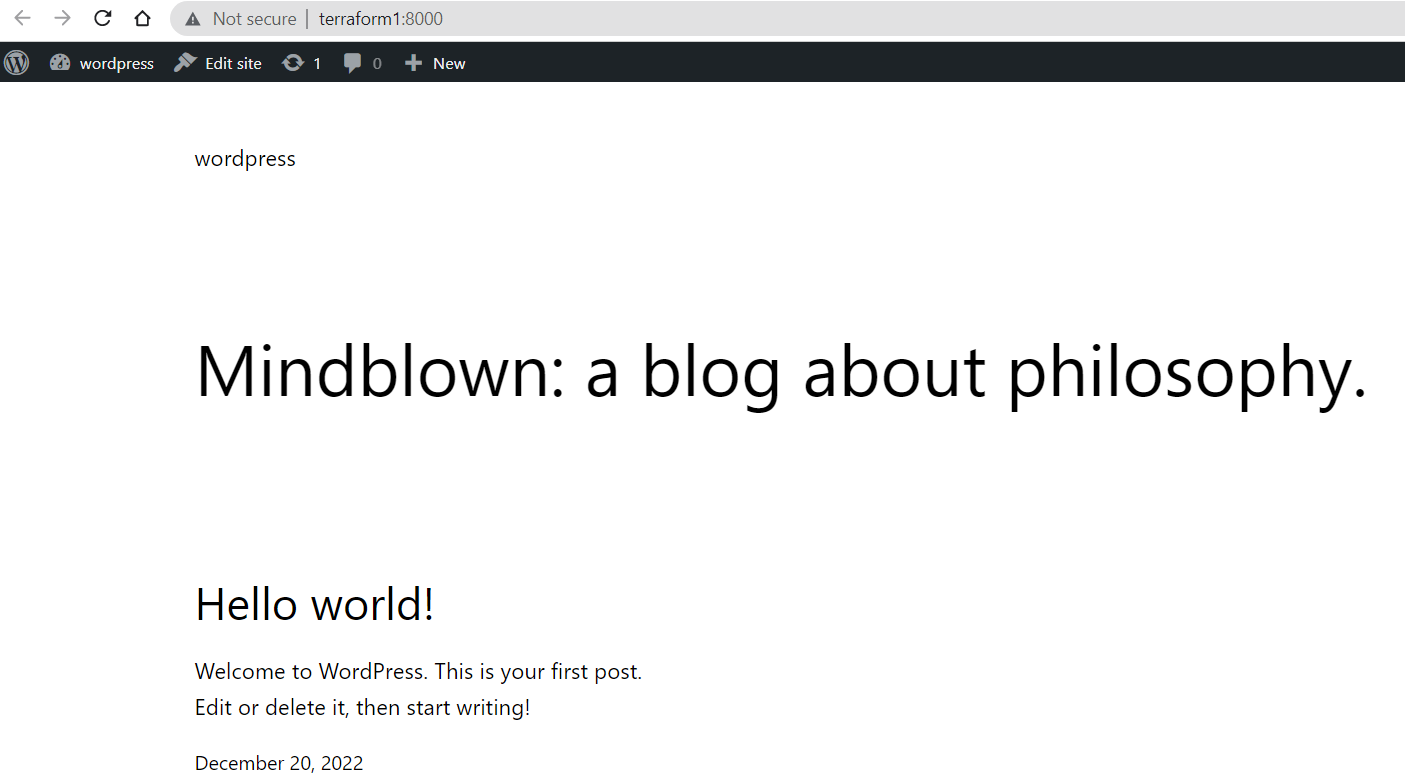 Not secure | terraform1:8000
wordpress Edit site 1 0 New
wordpress
Mindblown: a blog about philosophy.
Hello world!
Welcome to WordPress. This is your first post.
Edit or delete it, then start writing!
December 20, 2022